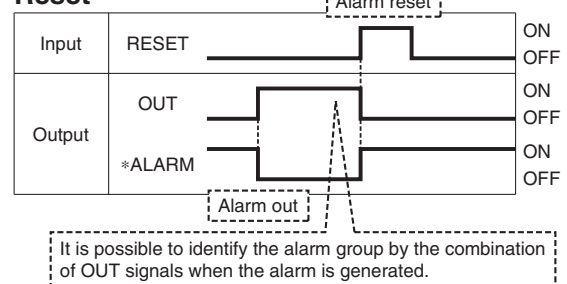 Reset
Alarm reset
Input RESET ON
OFF
Output OUT ON
OFF
*ALARM ON
OFF
Alarm out
It is possible to identify the alarm group by the combination
of OUT signals when the alarm is generated.